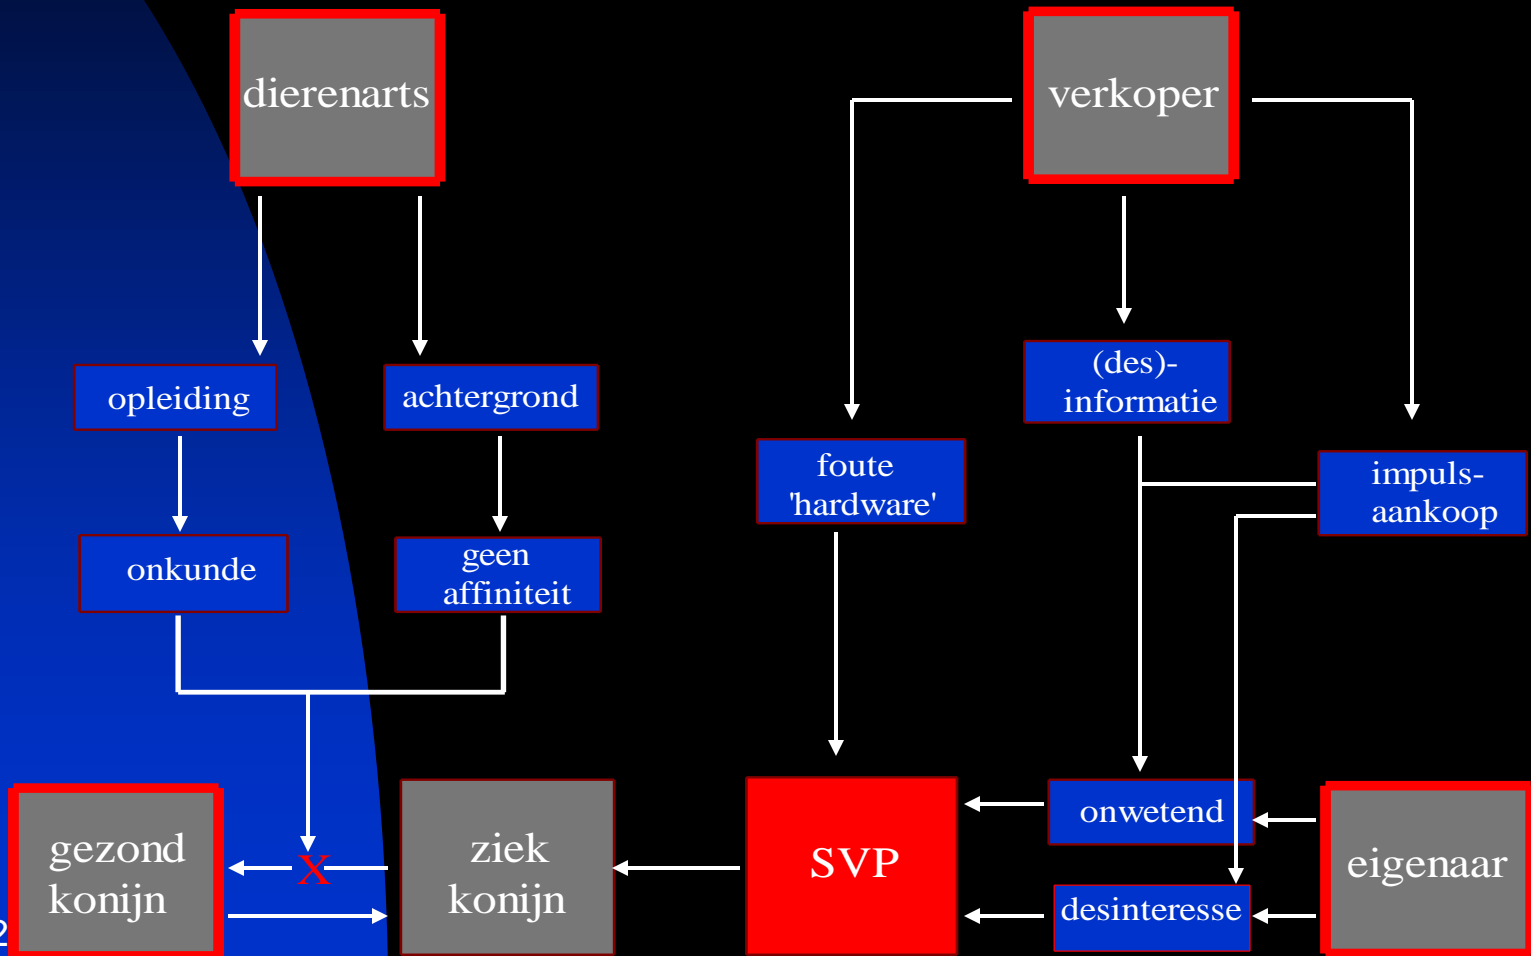 dierenarts
verkoper
opleiding
achtergrond
(des)-
informatie
foute
'hardware'
impuls-
aankoop
onkunde
geen
affiniteit
gezond
konijn
X
ziek
konijn
SVP
onwetend
desinteresse
eigenaar
2